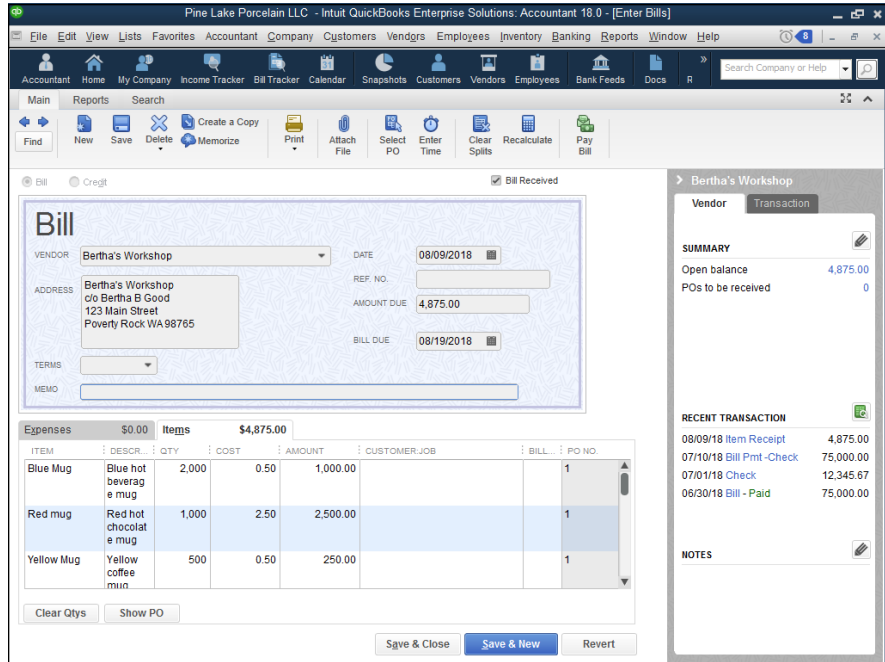 qb Pine Lake Porcelain LLC - Intuit QuickBooks Enterprise Solutions: Accountant 18.0 - [Enter Bills]
File Edit View Lists Favorites Accountant Company Customers Vendors Employees Inventory Banking Reports Window Help 8
Accountant Home My Company Income Tracker Bill Tracker Calendar Snapshots Customers Vendors Employees Bank Feeds Docs R » Search Company or Help
Main Reports Search
Find New Save Delete Create a Copy Memorize Print Attach File Select PO Enter Time Clear Splits Recalculate Pay Bill
Bill Credit Bill Received
Bill
VENDOR Bertha's Workshop DATE 08/09/2018
REF. NO.
ADDRESS Bertha's Workshop
c/o Bertha B Good
123 Main Street
Poverty Rock WA 98765
AMOUNT DUE 4,875.00
BILL DUE 08/19/2018
TERMS
MEMO
Expenses $0.00 Items $4,875.00
ITEM DESCR... QTY COST AMOUNT CUSTOMER:JOB BILL... PO NO.
Blue Mug Blue hot 2,000 0.50 1,000.00 1
beverag
e mug
Red mug Red hot 1,000 2.50 2,500.00 1
chocolat
e mug
Yellow Mug Yellow 500 0.50 250.00 1
coffee
mug
Clear Qtys Show PO
Save & Close Save & New Revert
Bertha's Workshop
Vendor Transaction
SUMMARY
Open balance 4,875.00
POs to be received 0
RECENT TRANSACTION
08/09/18 Item Receipt 4,875.00
07/10/18 Bill Pmt -Check 75,000.00
07/01/18 Check 12,345.67
06/30/18 Bill - Paid 75,000.00
NOTES